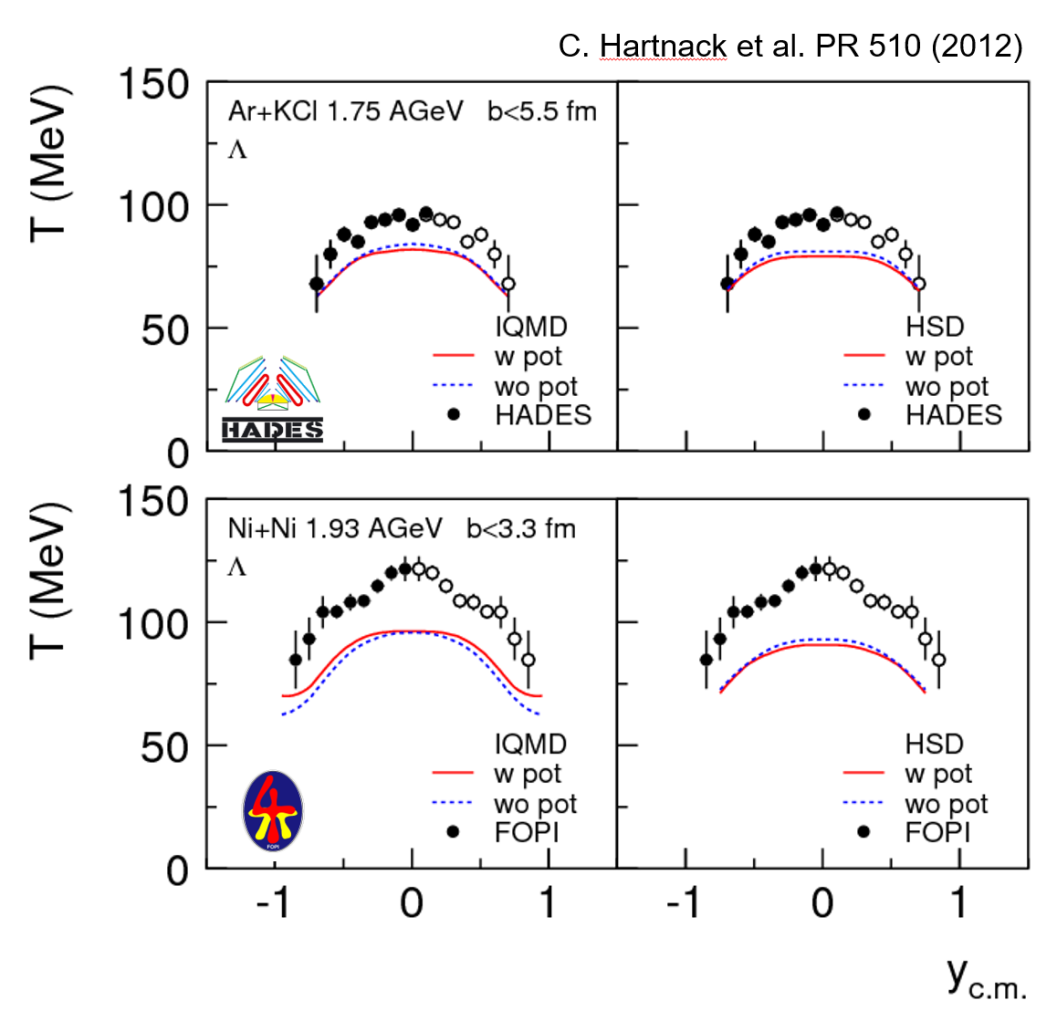 C. Hartnack et al. PR 510 (2012)
T (MeV)
150
100
50
0
Ar+KCl 1.75 AGeV b<5.5 fm
Λ
IQMD
w pot
wo pot
HADES
HADES
HSD
w pot
wo pot
HADES
T (MeV)
150
100
50
0
Ni+Ni 1.93 AGeV b<3.3 fm
Λ
IQMD
w pot
wo pot
FOPI
FOPI
HSD
w pot
wo pot
FOPI
-1 0 1 -1 0 1
y c.m.